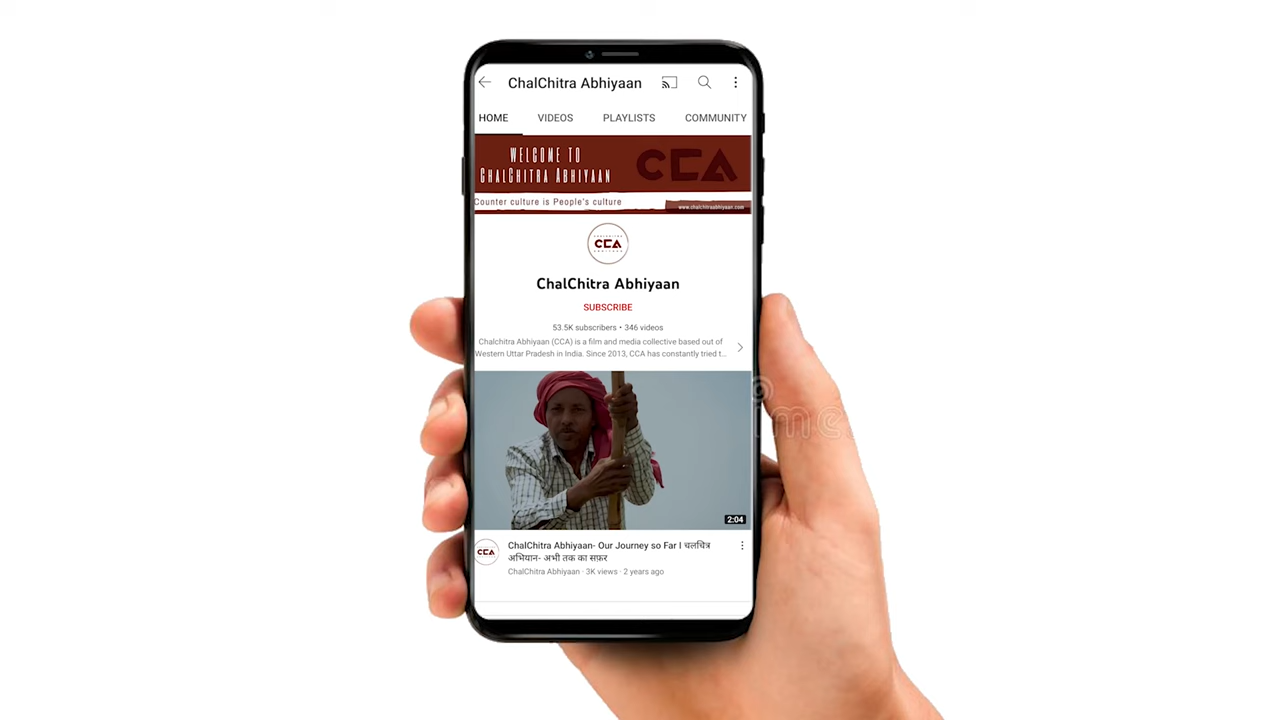 ChalChitra Abhiyaan
HOME VIDEOS PLAYLISTS COMMUNITY
WELCOME TO
CHALCHITRA ABHIYAAN
CCA
Counter culture is People's culture
www.chalchitraabhiyaan.com
CCA
ChalChitra Abhiyaan
SUBSCRIBE
53.5K subscribers • 346 videos
Chalchitra Abhiyaan (CCA) is a film and media collective based out of
Western Uttar Pradesh in India. Since 2013, CCA has constantly tried t...
2:04
CCA
ChalChitra Abhiyaan- Our Journey so Far I चलचित्र
अभियान- अभी तक का सफ़र
ChalChitra Abhiyaan · 3K views · 2 years ago